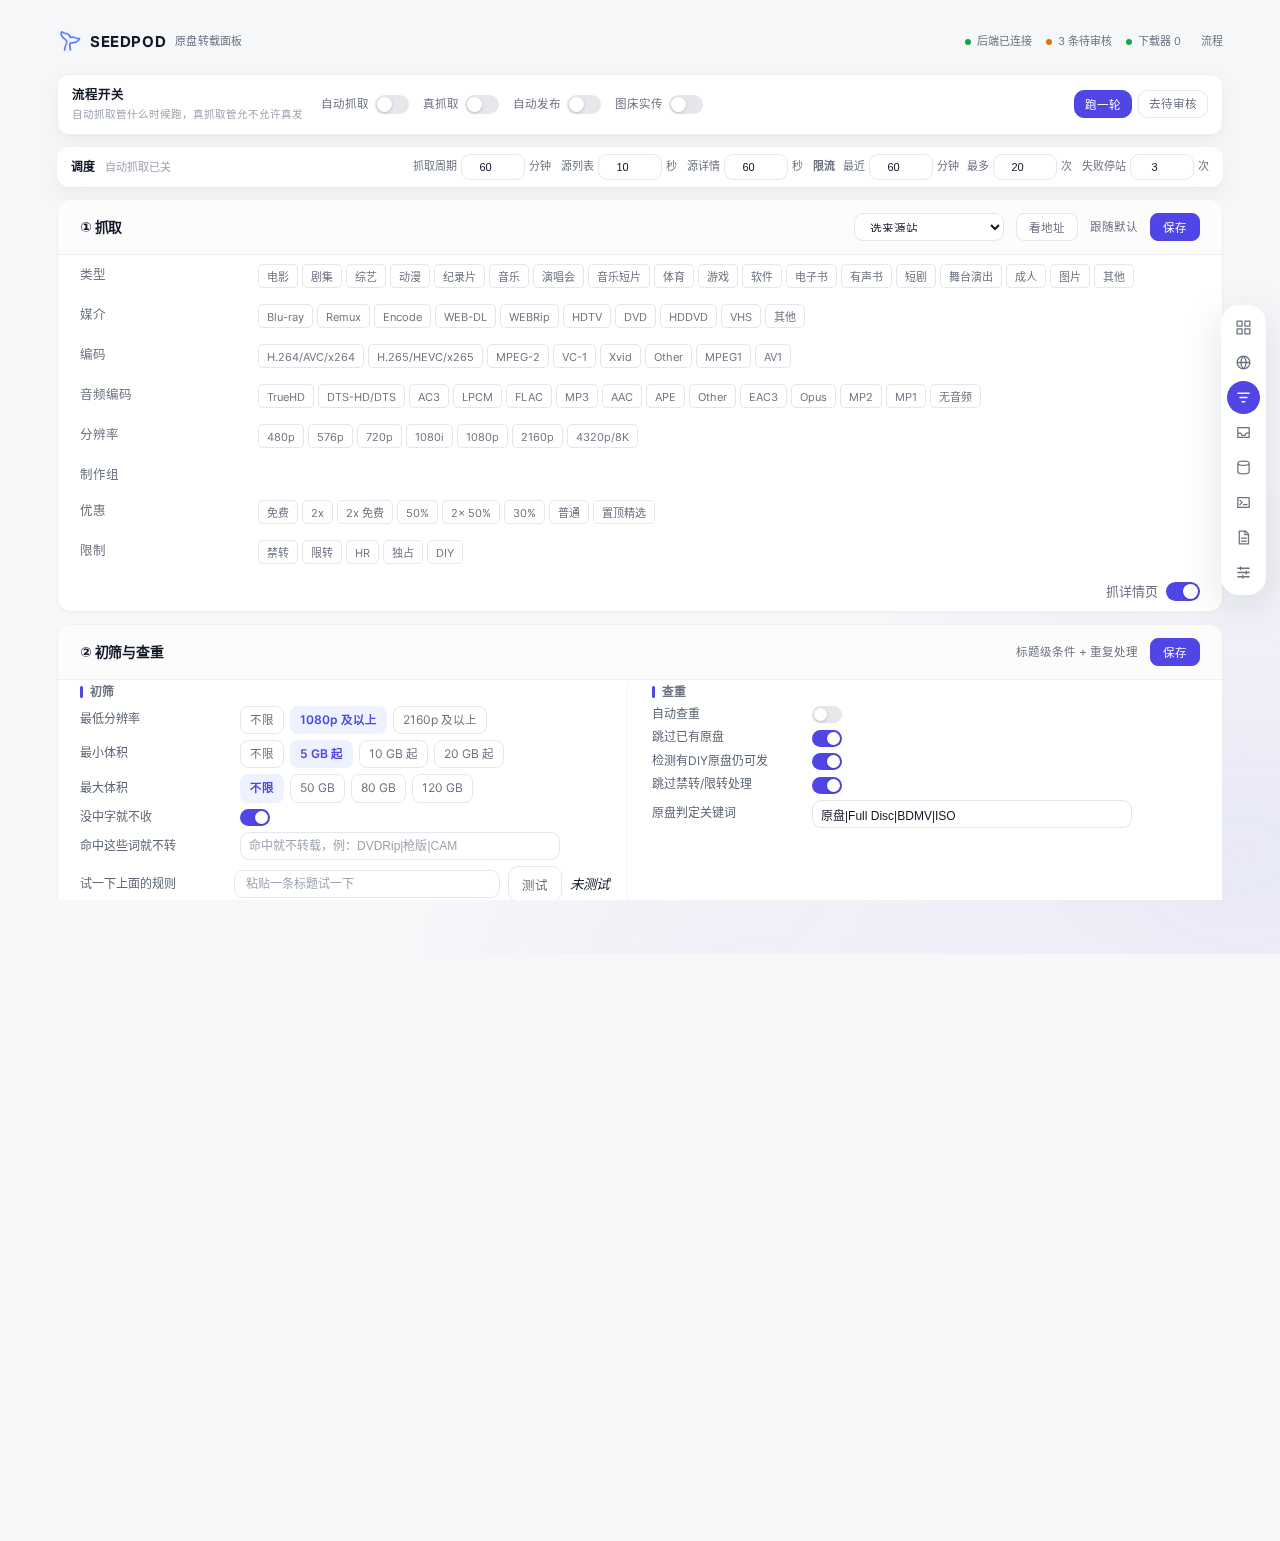 SEEDPOD 原盘转载面板 后端已连接 3 条待审核 下载器 0 流程
流程开关
自动抓取管什么时候跑，真抓取管允不允许真发
自动抓取 真抓取 自动发布 图床实传 跑一轮 去待审核
调度 自动抓取已关 抓取周期 60 分钟 源列表 10 秒 源详情 60 秒 限流 最近 60 分钟 最多 20 次 失败停站 3 次
① 抓取 选来源站 看地址 跟随默认 保存
类型 电影 剧集 综艺 动漫 纪录片 音乐 演唱会 音乐短片 体育 游戏 软件 电子书 有声书 短剧 舞台演出 成人 图片 其他
媒介 Blu-ray Remux Encode WEB-DL WEBRip HDTV DVD HDDVD VHS 其他
编码 H.264/AVC/x264 H.265/HEVC/x265 MPEG-2 VC-1 Xvid Other MPEG1 AV1
音频编码 TrueHD DTS-HD/DTS AC3 LPCM FLAC MP3 AAC APE Other EAC3 Opus MP2 MP1 无音频
分辨率 480p 576p 720p 1080i 1080p 2160p 4320p/8K
制作组
优惠 免费 2x 2x 免费 50% 2× 50% 30% 普通 置顶精选
限制 禁转 限转 HR 独占 DIY
抓详情页
② 初筛与查重 标题级条件 + 重复处理 保存
初筛
最低分辨率 不限 1080p 及以上 2160p 及以上
最小体积 不限 5 GB 起 10 GB 起 20 GB 起
最大体积 不限 50 GB 80 GB 120 GB
没中字就不收
命中这些词就不转 命中就不转载，例：DVDRip|枪版|CAM
试一下上面的规则 粘贴一条标题试一下 测试 未测试
查重
自动查重
跳过已有原盘
检测有DIY原盘仍可发
跳过禁转/限转处理
原盘判定关键词 原盘|Full Disc|BDMV|ISO